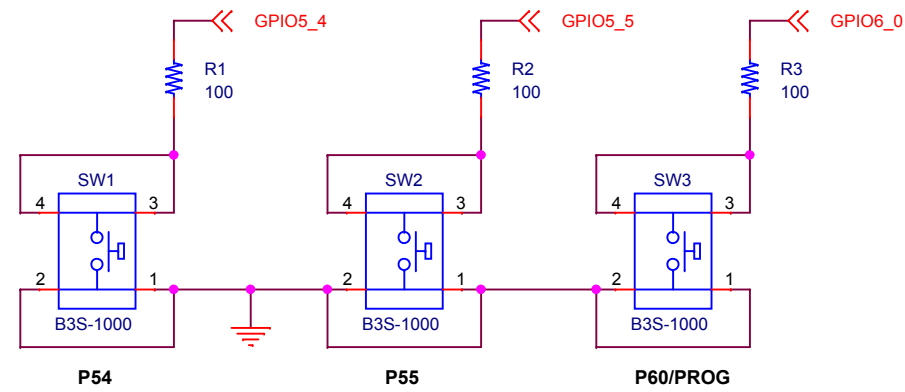 GPIO5_4 GPIO5_5 GPIO6_0
R1 R2 R3
100 100 100
SW1 SW2 SW3
4 3 4 3 4 3
2 1 2 1 2 1
B3S-1000 B3S-1000 B3S-1000
P54 P55 P60/PROG